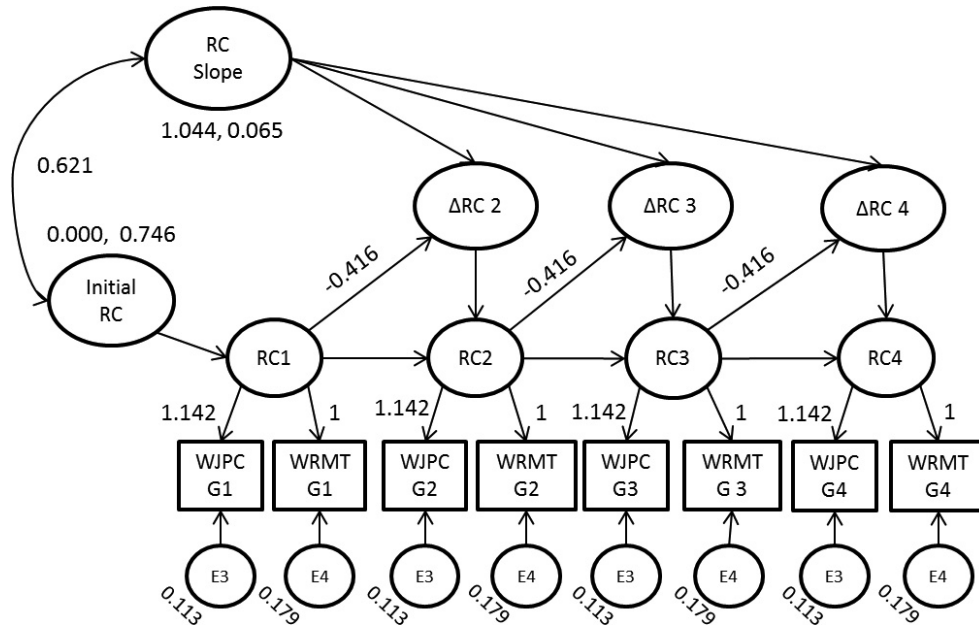 RC
Slope
1.044, 0.065
0.621
ΔRC 2
ΔRC 3
ΔRC 4
0.000, 0.746
Initial
RC
-0.416
-0.416
-0.416
RC1
RC2
RC3
RC4
1.142
1
1.142
1
1.142
1
1.142
1
WJPC
G1
WRMT
G1
WJPC
G2
WRMT
G2
WJPC
G3
WRMT
G 3
WJPC
G4
WRMT
G4
E3
E4
E3
E4
E3
E4
E3
E4
0.113
0.179
0.113
0.179
0.113
0.179
0.113
0.179